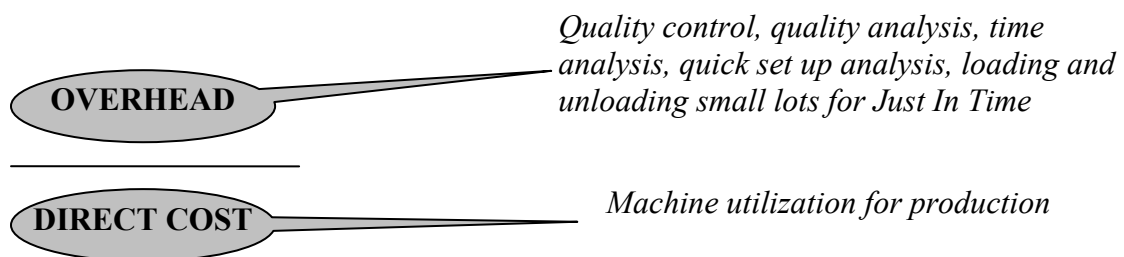 Quality control, quality analysis, time
analysis, quick set up analysis, loading and
unloading small lots for Just In Time
OVERHEAD
DIRECT COST
Machine utilization for production